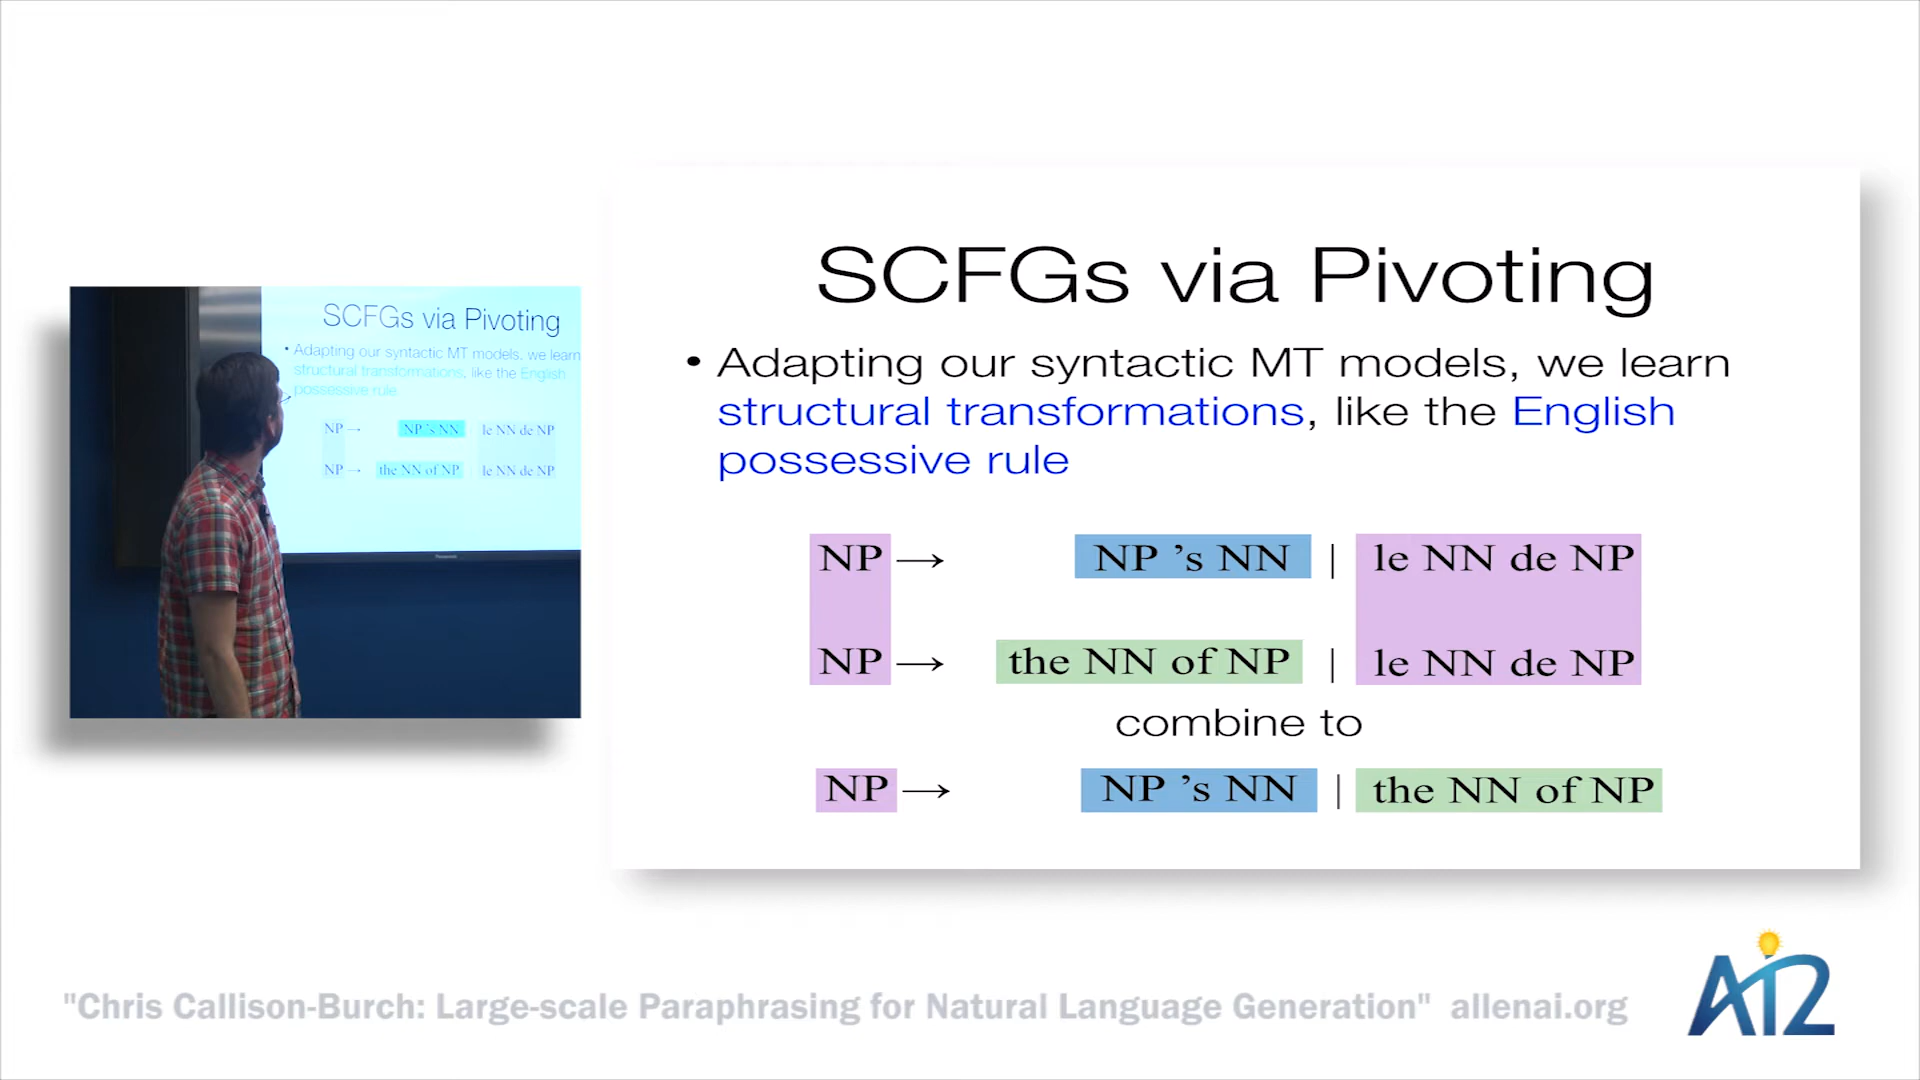 SCFGs via Pivoting
• Adapting our syntactic MT models, we learn
structural transformations, like the English
possessive rule
NP → NP 's NN | le NN de NP
NP → the NN of NP | le NN de NP
SCFGs via Pivoting
• Adapting our syntactic MT models, we learn
structural transformations, like the English
possessive rule
NP → NP ’s NN | le NN de NP
NP → the NN of NP | le NN de NP
combine to
NP → NP ’s NN | the NN of NP
"Chris Callison-Burch: Large-scale Paraphrasing for Natural Language Generation" allenai.org
AI2